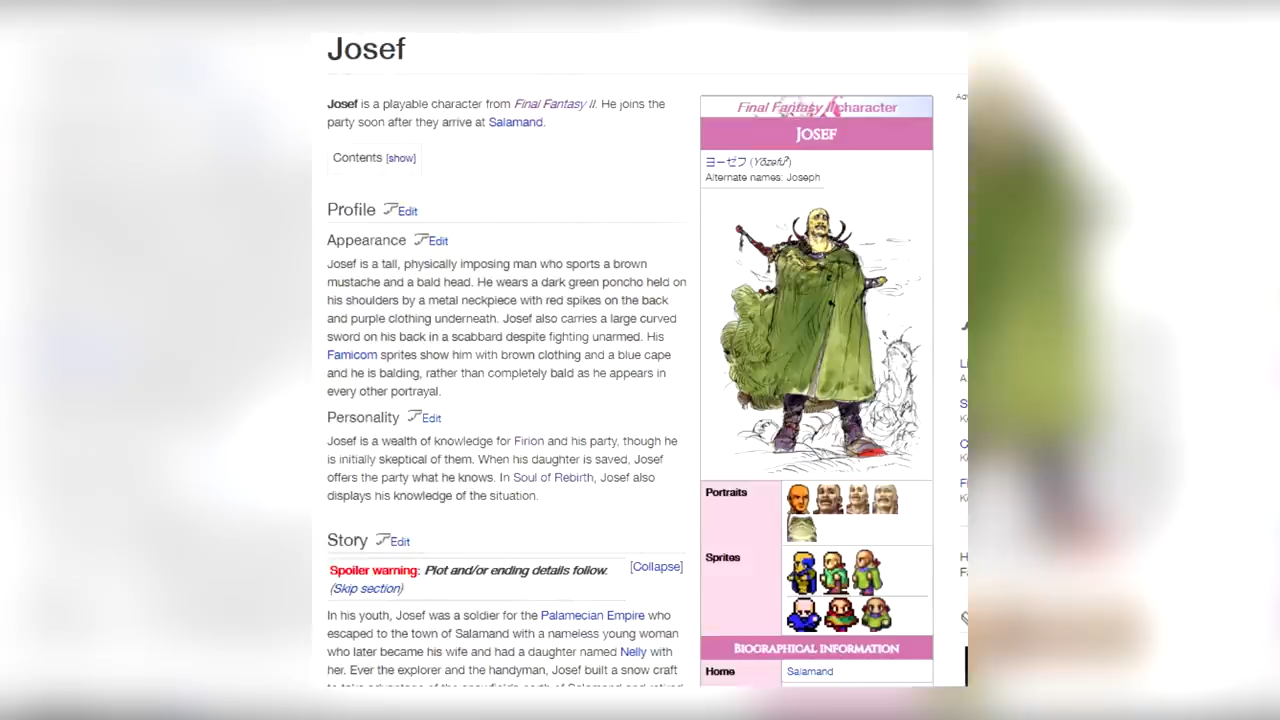 Josef
Josef is a playable character from Final Fantasy II. He joins the
party soon after they arrive at Salamand.
Contents [show]
Profile Edit
Appearance Edit
Josef is a tall, physically imposing man who sports a brown
mustache and a bald head. He wears a dark green poncho held on
his shoulders by a metal neckpiece with red spikes on the back
and purple clothing underneath. Josef also carries a large curved
sword on his back in a scabbard despite fighting unarmed. His
Famicom sprites show him with brown clothing and a blue cape
and he is balding, rather than completely bald as he appears in
every other portrayal.
Personality Edit
Josef is a wealth of knowledge for Firion and his party, though he
is initially skeptical of them. When his daughter is saved, Josef
offers the party what he knows. In Soul of Rebirth, Josef also
displays his knowledge of the situation.
Story Edit
Spoiler warning: Plot and/or ending details follow. [Collapse]
(Skip section)
In his youth, Josef was a soldier for the Palamecian Empire who
escaped to the town of Salamand with a nameless young woman
who later became his wife and had a daughter named Nelly with
her. Ever the explorer and the handyman, Josef built a snow craft
Final Fantasy II character
JOSEF
ヨーゼフ (Yōzefu?)
Alternate names: Joseph
Portraits
Sprites
BIOGRAPHICAL INFORMATION
Home Salamand